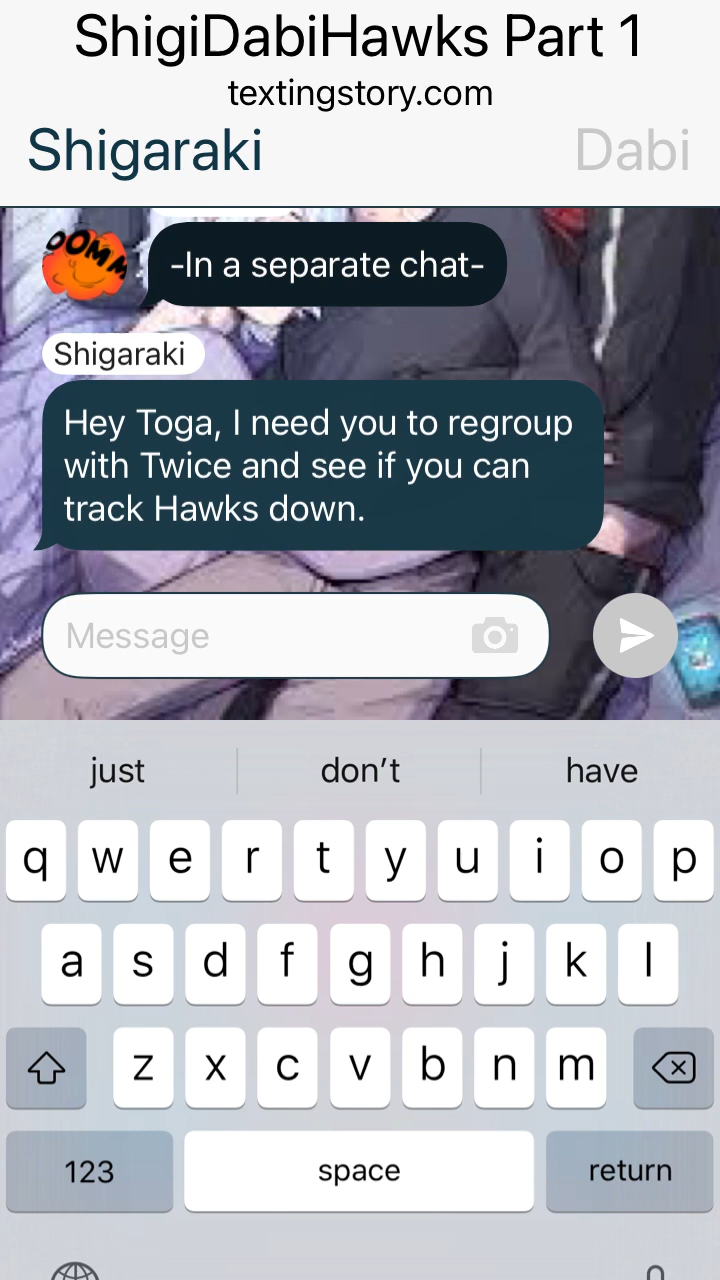 ShigiDabiHawks Part 1
textingstory.com
Shigaraki
Dabi
DOMM
-In a separate chat-
Shigaraki
Hey Toga, I need you to regroup
with Twice and see if you can
track Hawks down.
Message
just
don’t
have
q w e r t y u i o p
a s d f g h j k l
z x c v b n m
123
space
return